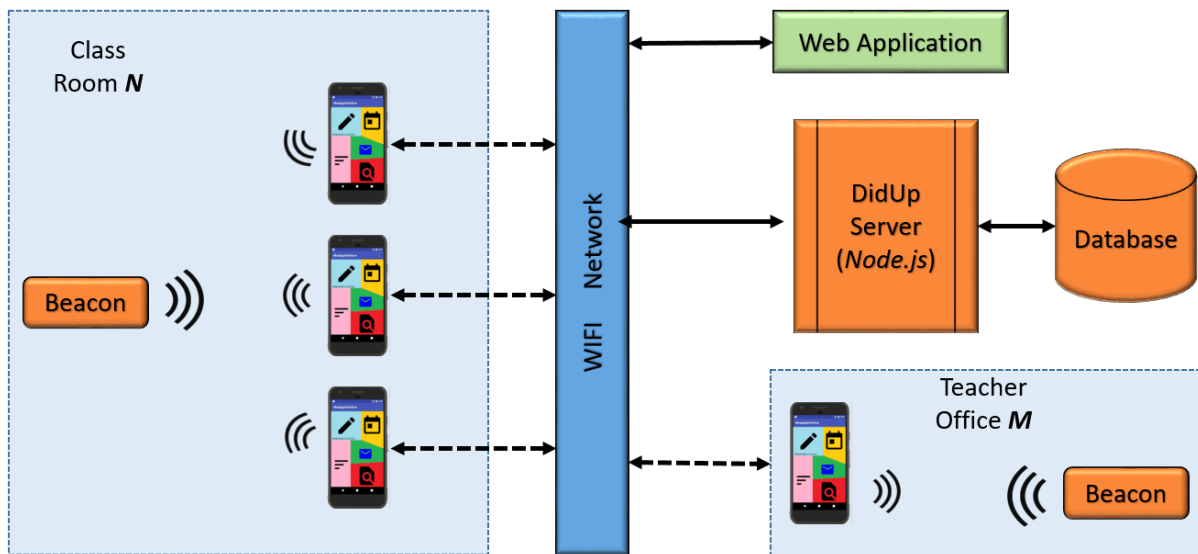 Class
Room N
Beacon
WIFI Network
Web Application
DidUp
Server
(Node.js)
Database
Teacher
Office M
Beacon